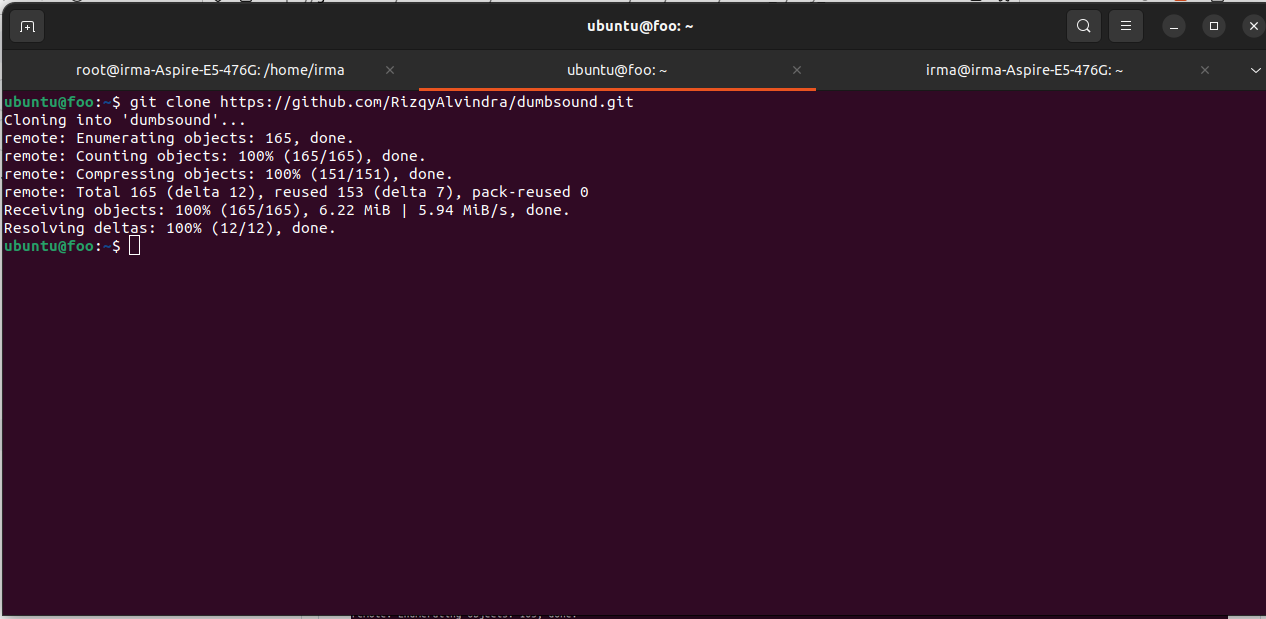 ubuntu@foo: ~
root@irma-Aspire-E5-476G: /home/irma
ubuntu@foo: ~
irma@irma-Aspire-E5-476G: ~
ubuntu@foo:~$ git clone https://github.com/RizqyAlvindra/dumbsound.git
Cloning into 'dumbsound'...
remote: Enumerating objects: 165, done.
remote: Counting objects: 100% (165/165), done.
remote: Compressing objects: 100% (151/151), done.
remote: Total 165 (delta 12), reused 153 (delta 7), pack-reused 0
Receiving objects: 100% (165/165), 6.22 MiB | 5.94 MiB/s, done.
Resolving deltas: 100% (12/12), done.
ubuntu@foo:~$